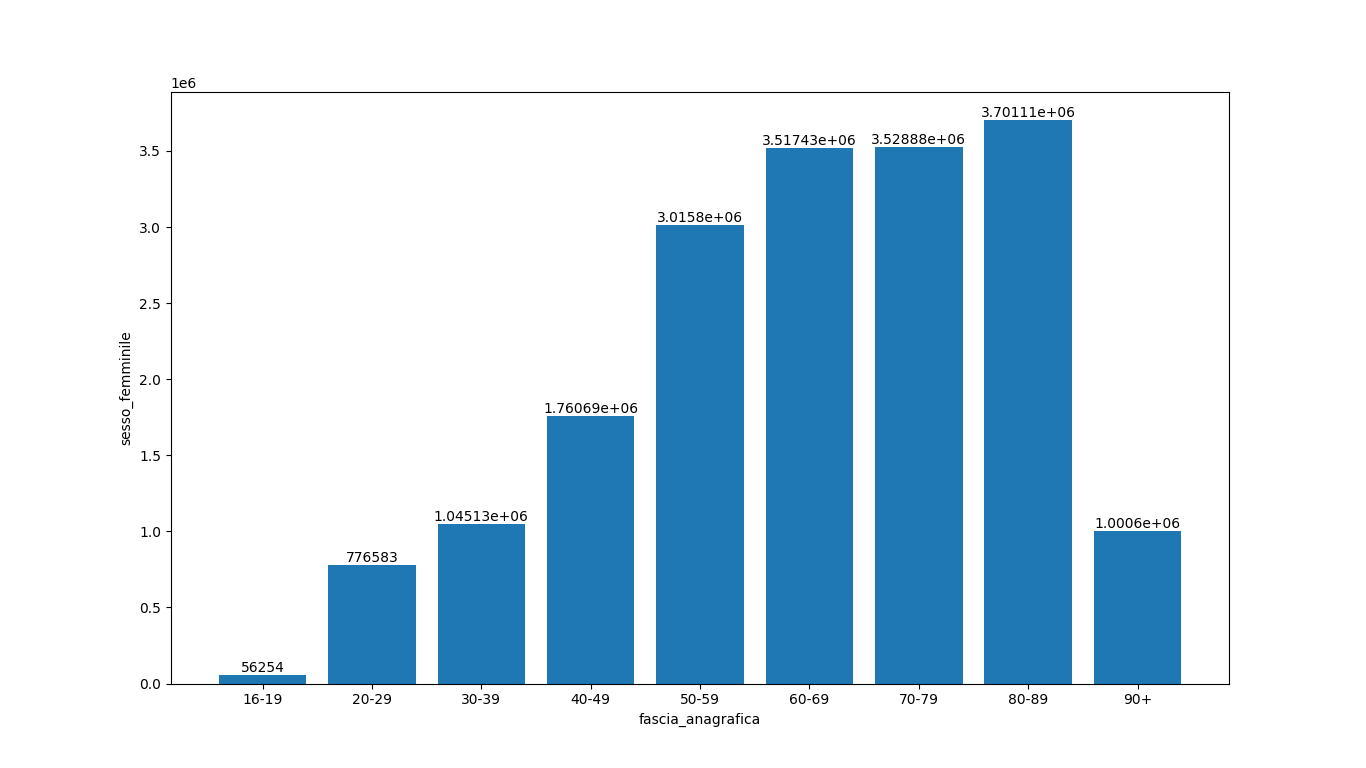 1e6
3.70111e+06
3.51743e+06
3.52888e+06
3.5
3.0158e+06
3.0
2.5
sesso_femminile
2.0
1.76069e+06
1.5
1.04513e+06
1.0006e+06
1.0
776583
0.5
56254
0.0
16-19 20-29 30-39 40-49 50-59 60-69 70-79 80-89 90+
fascia_anagrafica